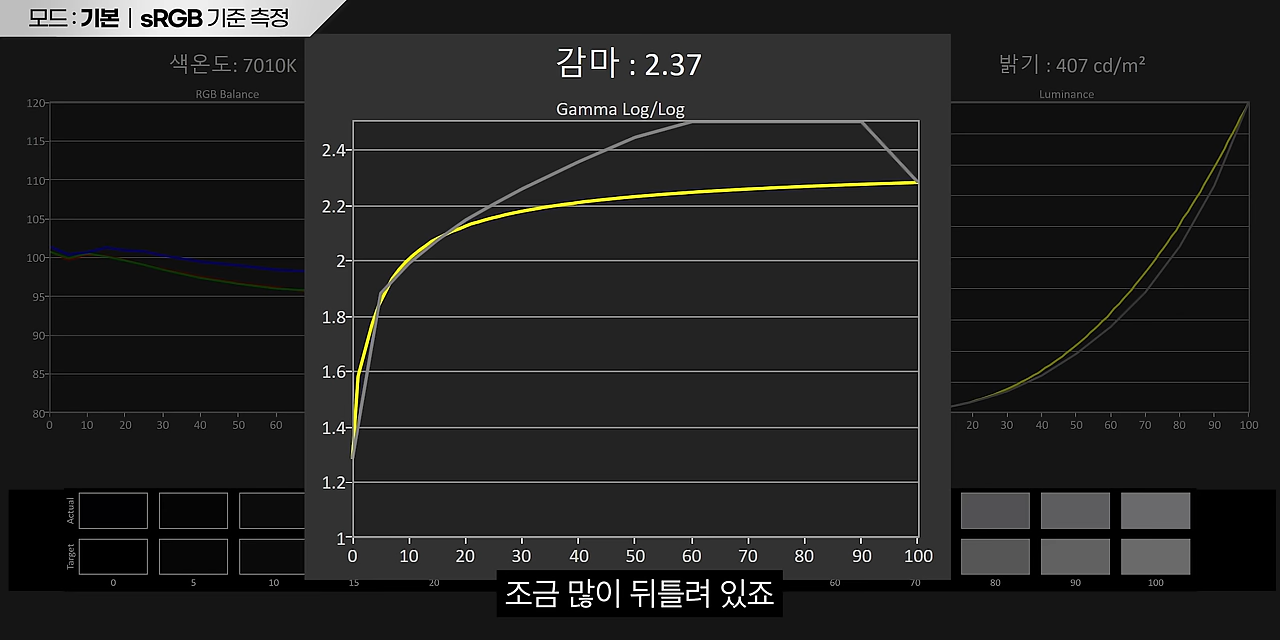 모드 : 기본 | sRGB 기준 측정
색온도: 7010K
RGB Balance
120
115
110
105
100
95
90
85
80
0 10 20 30 40 50 60
감마 : 2.37
Gamma Log/Log
2.4
2.2
2
1.8
1.6
1.4
1.2
1
0 10 20 30 40 50 60 70 80 90 100
밝기 : 407 cd/m²
Luminance
20 30 40 50 60 70 80 90 100
Actual
Target
0 5 10 15 20 60 70 80 90 100
조금 많이 뒤틀려 있죠